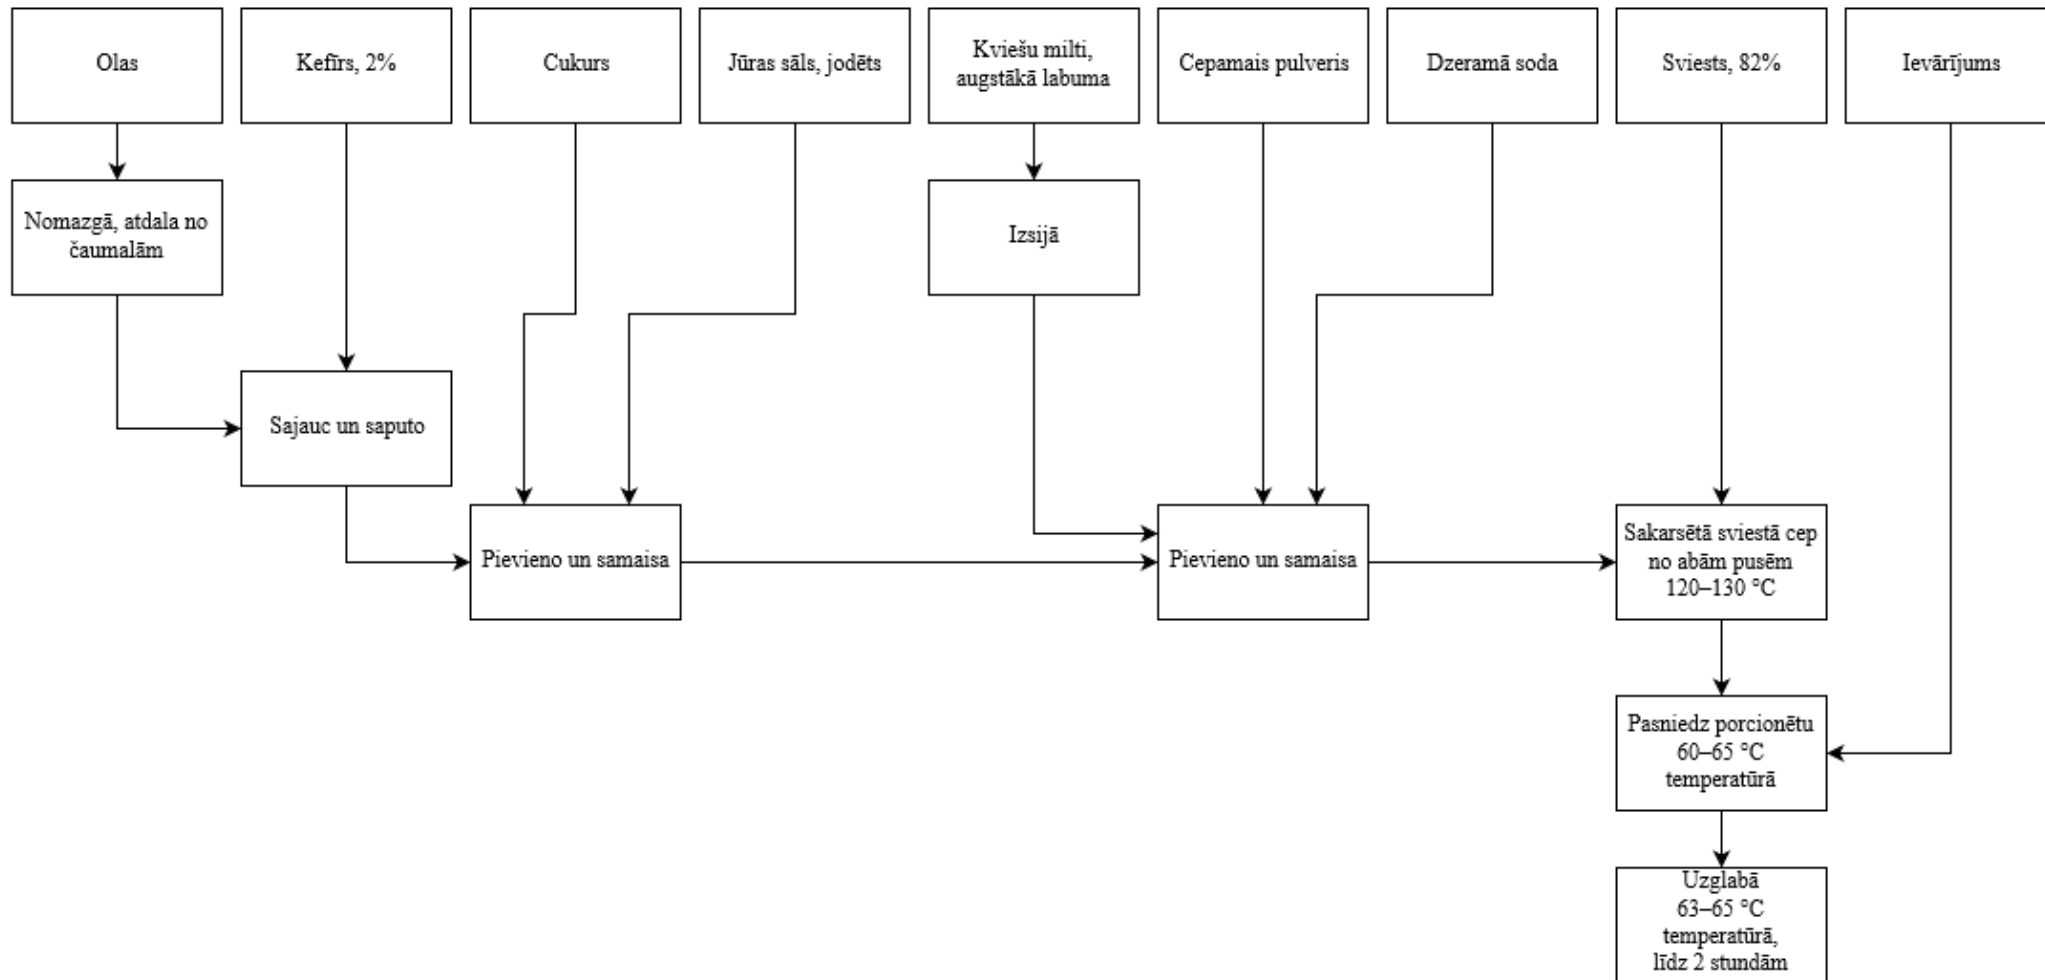 Olas
Kefīrs, 2%
Cukurs
Jūras sāls, jodēts
Kviešu milti,
augstākā labuma
Cepamais pulveris
Dzeramā soda
Sviests, 82%
Ievārījums
Nomazgā, atdala no
čaumalām
Izsijā
Sajauc un saputo
Pievieno un samaisa
Pievieno un samaisa
Sakarsētā sviestā cep
no abām pusēm
120–130 °C
Pasniedz porcionētu
60–65 °C
temperatūrā
Uzglabā
63–65 °C
temperatūrā,
līdz 2 stundām